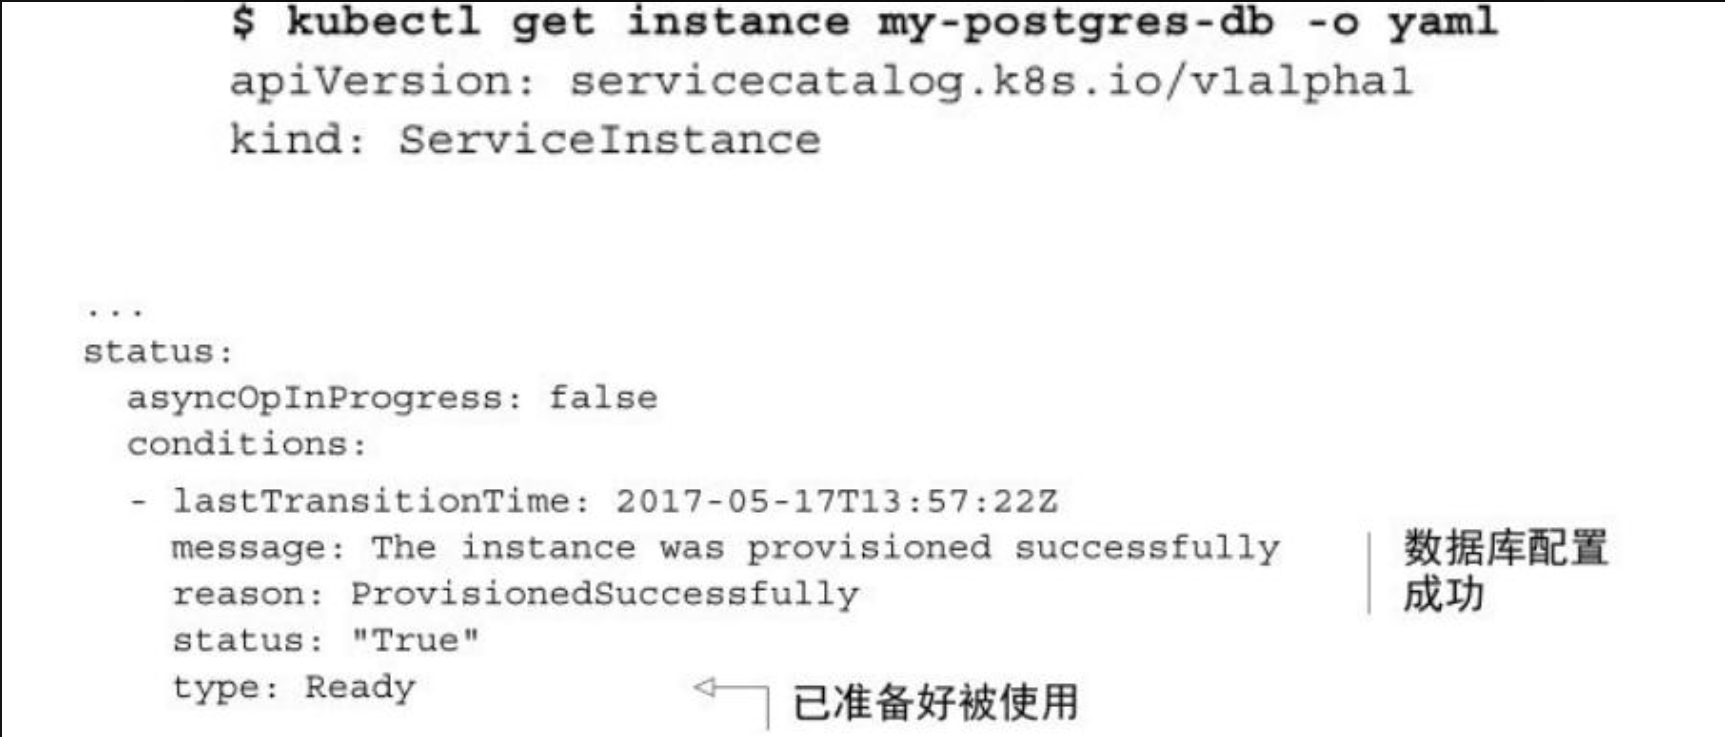 $ kubectl get instance my-postgres-db -o yaml
apiVersion: servicecatalog.k8s.io/v1alpha1
kind: ServiceInstance
...
status:
  asyncOpInProgress: false
  conditions:
  - lastTransitionTime: 2017-05-17T13:57:22Z
    message: The instance was provisioned successfully
    reason: ProvisionedSuccessfully
    status: "True"
    type: Ready
数据库配置
成功
已准备好被使用